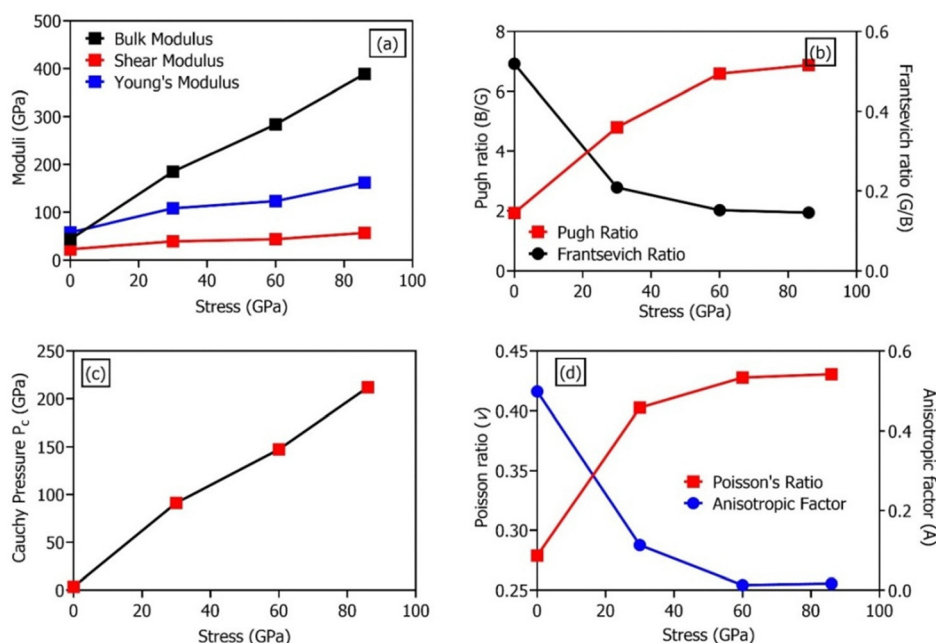 500
400
300
200
100
0
Moduli (GPa)
Bulk Modulus
Shear Modulus
Young's Modulus
(a)
0 20 40 60 80 100
Stress (GPa)
8
6
4
2
0
Pugh ratio (B/G)
(b)
Pugh Ratio
Frantsevich Ratio
0.6
0.4
0.2
0.0
Frantsevich ratio (G/B)
0 20 40 60 80 100
Stress (GPa)
250
200
150
100
50
0
Cauchy Pressure Pc (GPa)
(c)
0 20 40 60 80 100
Stress (GPa)
0.45
0.40
0.35
0.30
0.25
Poisson ratio (ν)
(d)
Poisson's Ratio
Anisotropic Factor
0.6
0.4
0.2
0.0
Anisotropic factor (A)
0 20 40 60 80 100
Stress (GPa)